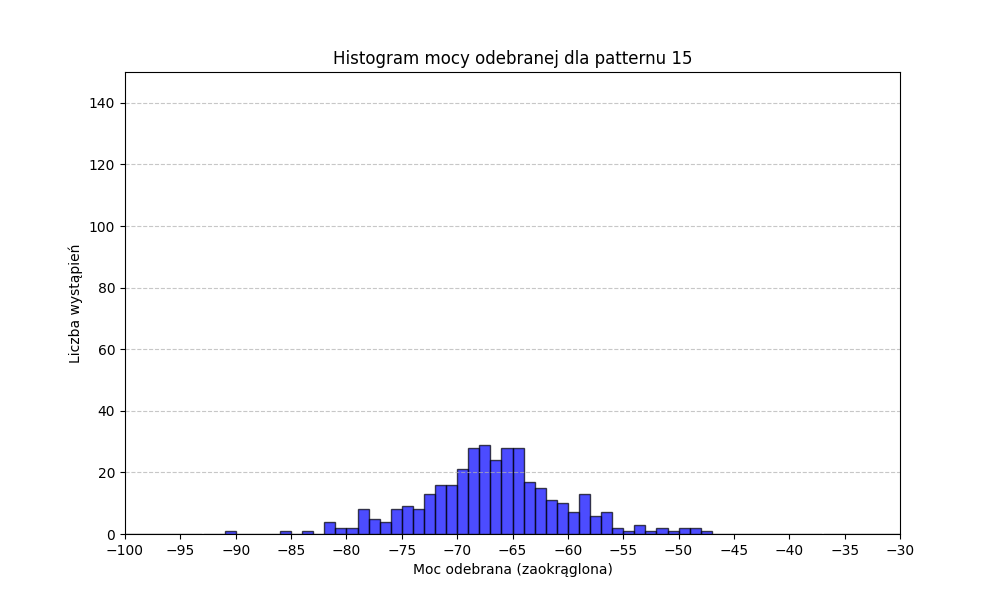 Histogram mocy odebranej dla patternu 15
140
120
100
80
60
40
20
0
−100 −95 −90 −85 −80 −75 −70 −65 −60 −55 −50 −45 −40 −35 −30
Liczba wystąpień
Moc odebrana (zaokrąglona)